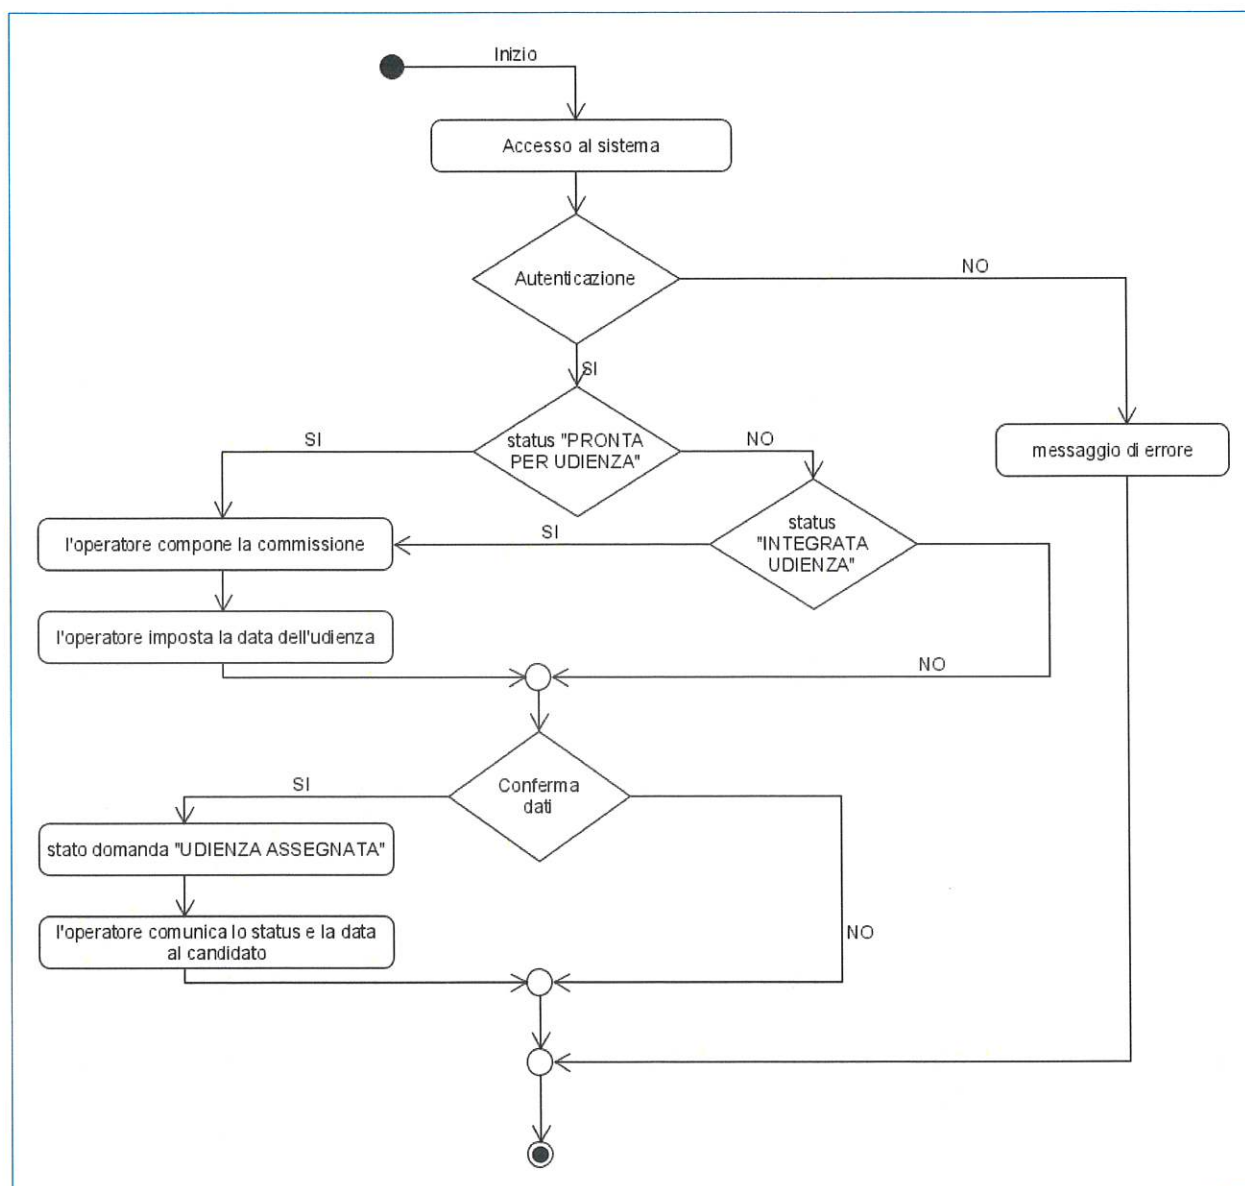 Inizio
Accesso al sistema
Autenticazione
NO
SI
status "PRONTA
PER UDIENZA"
SI
NO
messaggio di errore
status
"INTEGRATA
UDIENZA"
SI
l'operatore compone la commissione
l'operatore imposta la data dell'udienza
NO
Conferma
dati
SI
stato domanda "UDIENZA ASSEGNATA"
l'operatore comunica lo status e la data
al candidato
NO